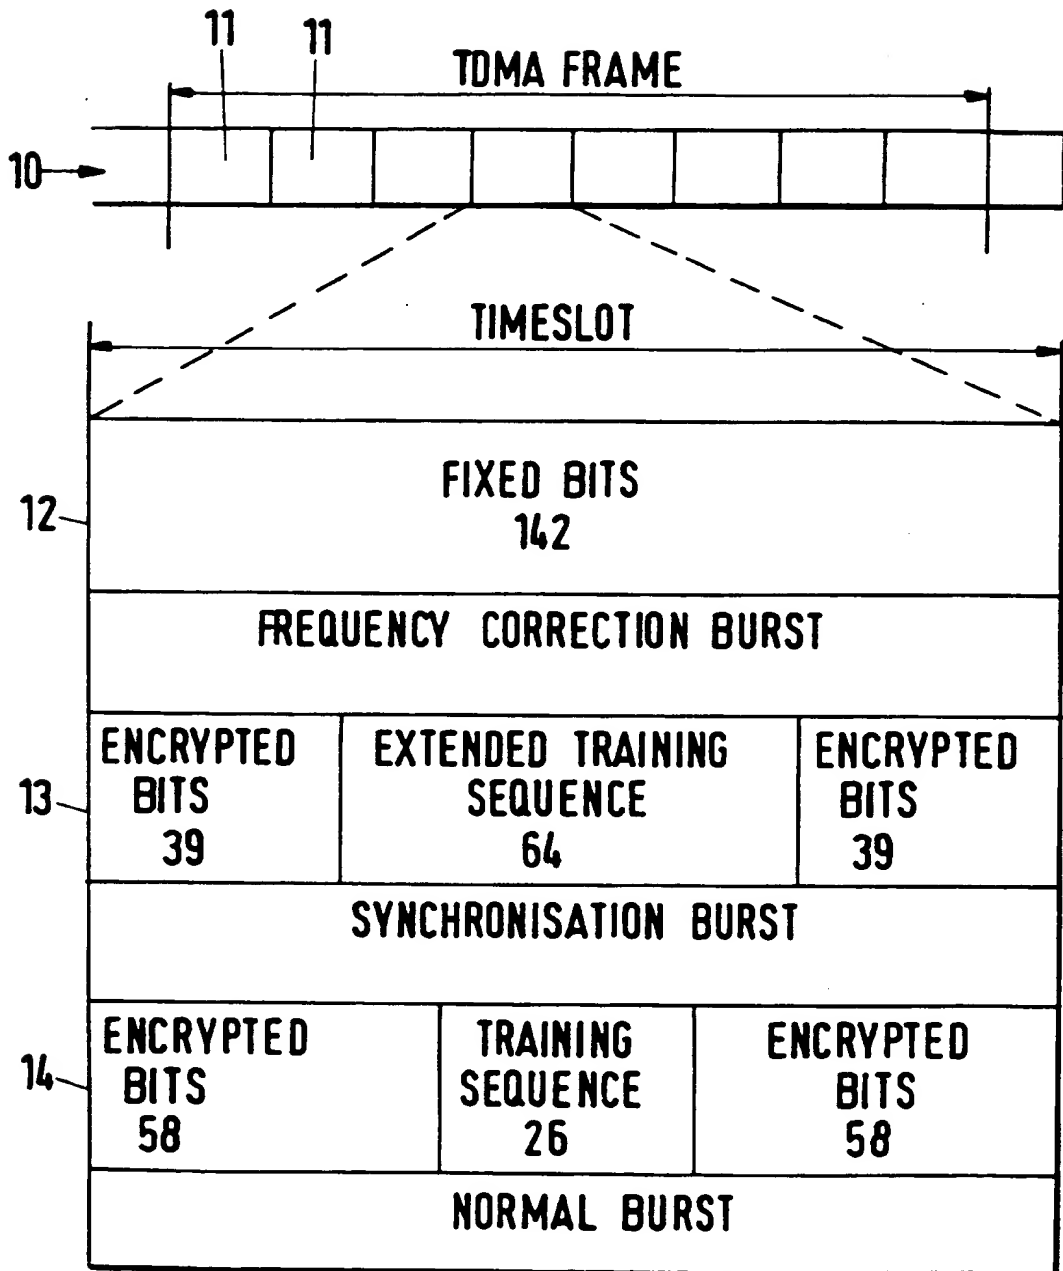 11 11
TDMA FRAME
10
TIMESLOT
FIXED BITS
142
12
FREQUENCY CORRECTION BURST
ENCRYPTED
BITS
39
EXTENDED TRAINING
SEQUENCE
64
ENCRYPTED
BITS
39
13
SYNCHRONISATION BURST
ENCRYPTED
BITS
58
TRAINING
SEQUENCE
26
ENCRYPTED
BITS
58
14
NORMAL BURST